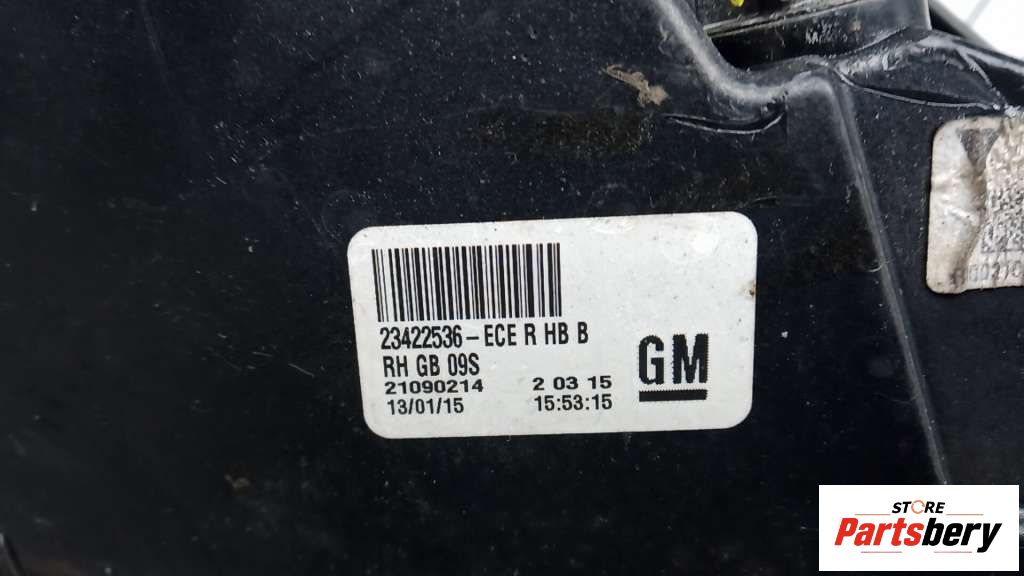 23422536-ECE R HB B
RH GB 09S
21090214 2 03 15
13/01/15 15:53:15
GM
STORE
Partsbery